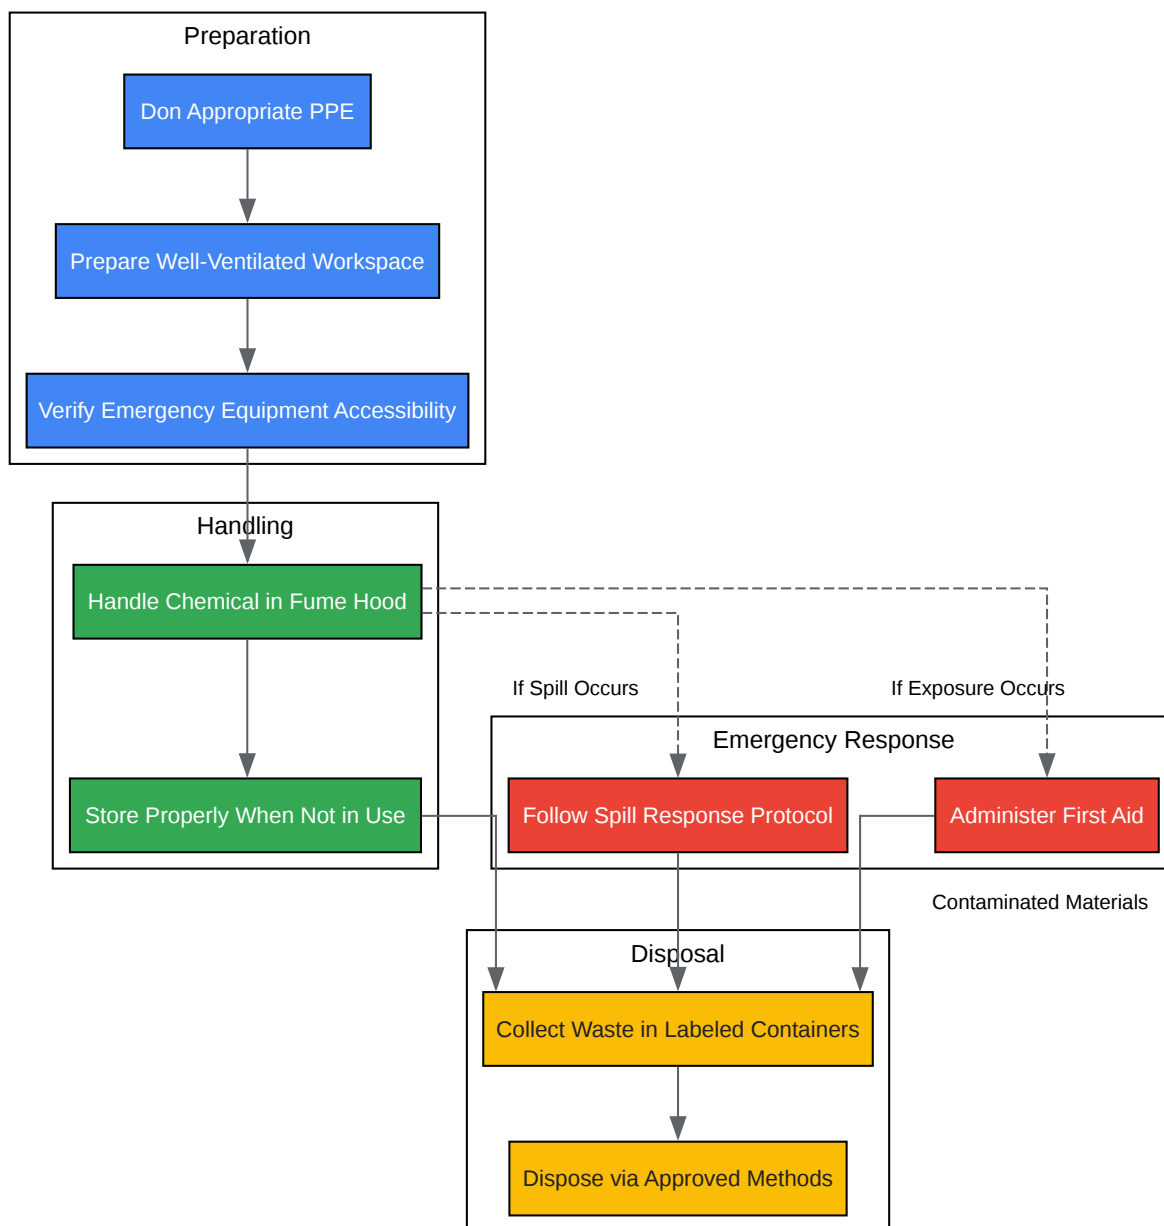 Preparation
Don Appropriate PPE
Prepare Well-Ventilated Workspace
Verify Emergency Equipment Accessibility
Handling
Handle Chemical in Fume Hood
If Spill Occurs
If Exposure Occurs
Emergency Response
Store Properly When Not in Use
Follow Spill Response Protocol
Administer First Aid
Contaminated Materials
Disposal
Collect Waste in Labeled Containers
Dispose via Approved Methods